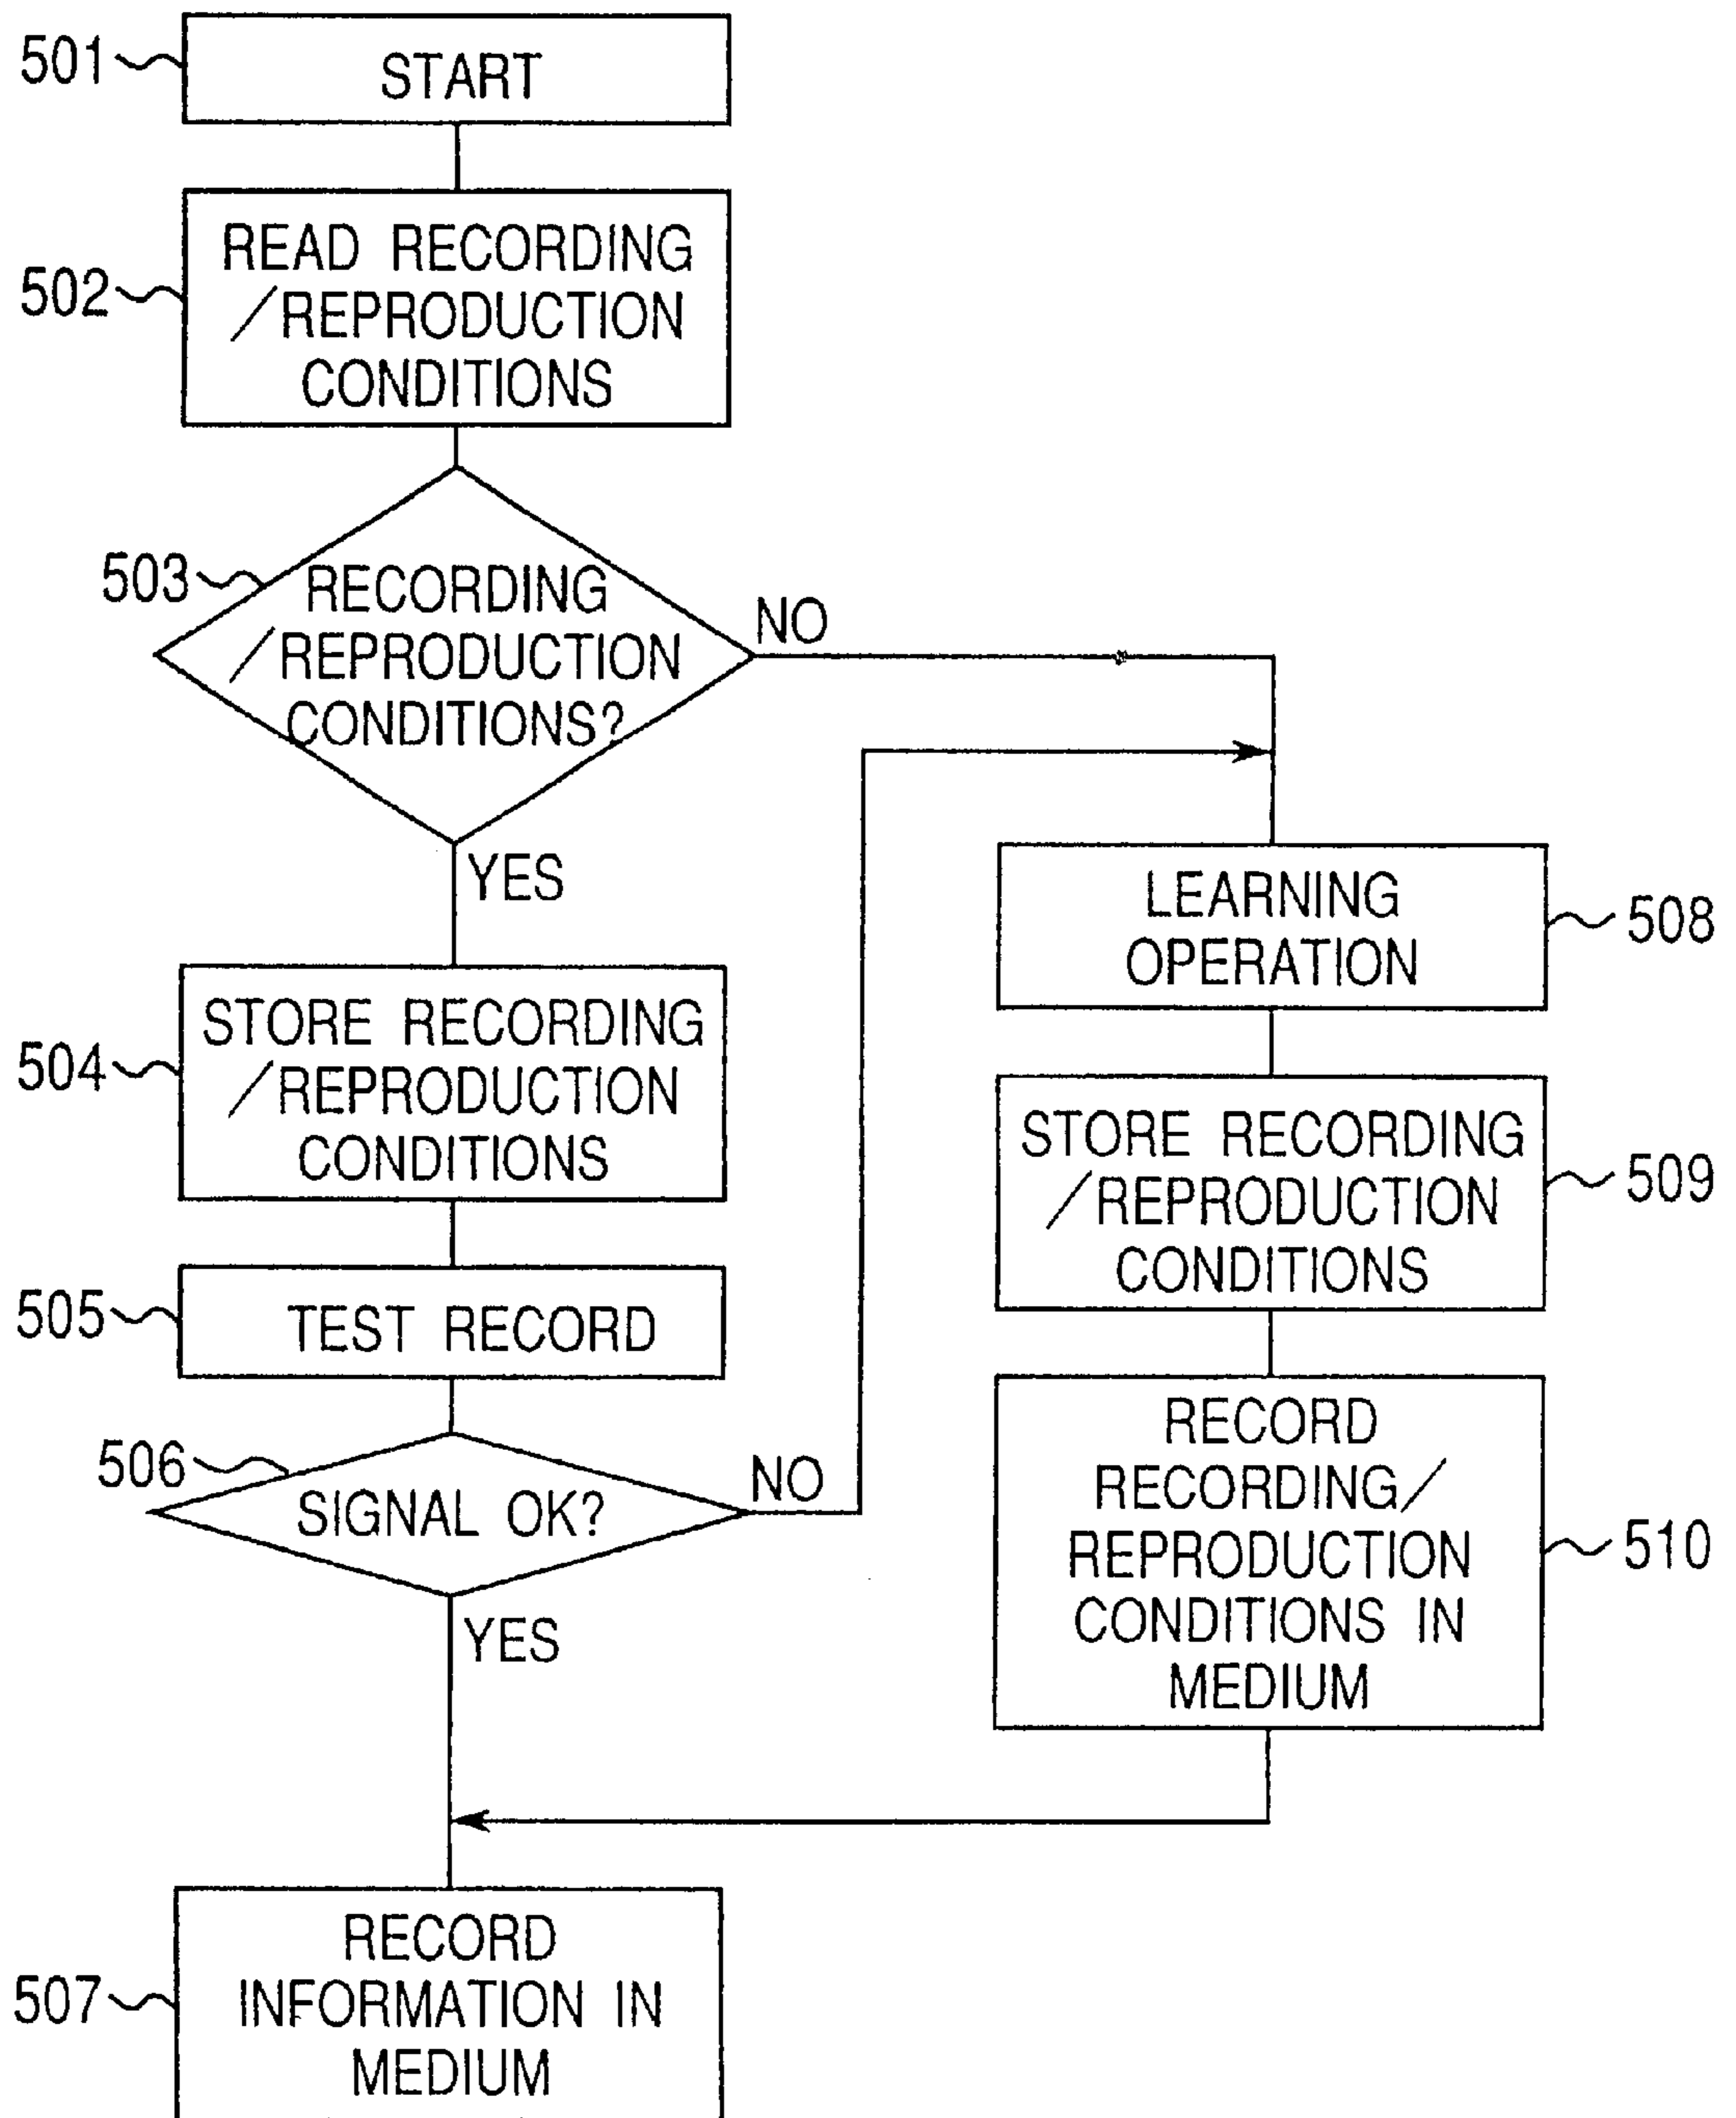 501
START
502
READ RECORDING
/REPRODUCTION
CONDITIONS
503
RECORDING
/REPRODUCTION
CONDITIONS?
NO
YES
504
STORE RECORDING
/REPRODUCTION
CONDITIONS
505
TEST RECORD
506
SIGNAL OK?
NO
YES
507
RECORD
INFORMATION IN
MEDIUM
LEARNING
OPERATION
508
STORE RECORDING
/REPRODUCTION
CONDITIONS
509
RECORD
RECORDING/
REPRODUCTION
CONDITIONS IN
MEDIUM
510